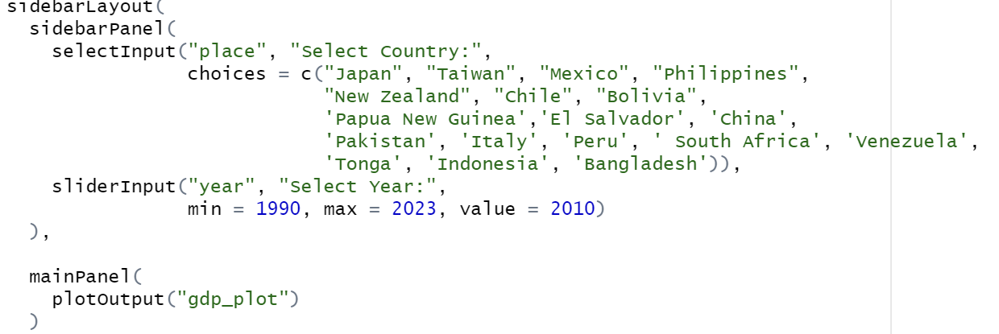 sidebarLayout(
sidebarPanel(
selectInput("place", "Select Country:",
choices = c("Japan", "Taiwan", "Mexico", "Philippines",
"New Zealand", "Chile", "Bolivia",
'Papua New Guinea','El Salvador', 'China',
'Pakistan', 'Italy', 'Peru', ' South Africa', 'Venezuela',
'Tonga', 'Indonesia', 'Bangladesh')),
sliderInput("year", "Select Year:",
min = 1990, max = 2023, value = 2010)
),
mainPanel(
plotOutput("gdp_plot")
)